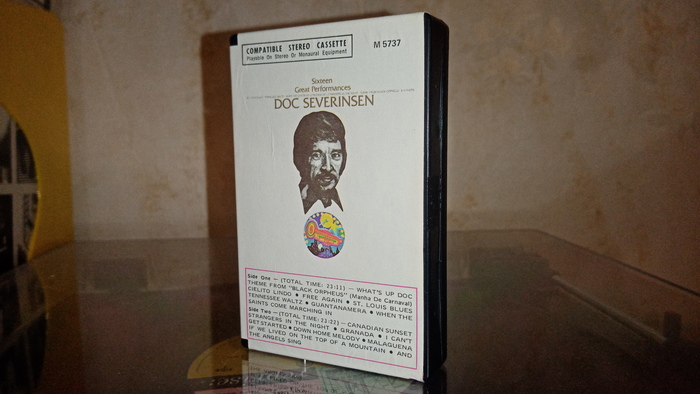 COMPATIBLE STEREO CASSETTE
Playable On Stereo Or Monaural Equipment
M 5737
Sixteen
Great Performances
DOC SEVERINSEN
Side One — (TOTAL TIME: 21:11) — WHAT'S UP DOC
THEME FROM "BLACK ORPHEUS" (Manha De Carnaval)
CIELITO LINDO • FREE AGAIN • ST. LOUIS BLUES
TENNESSEE WALTZ • GUANTANAMERA • WHEN THE
SAINTS COME MARCHING IN
Side Two — (TOTAL TIME: 21:22) — CANADIAN SUNSET
STRANGERS IN THE NIGHT • GRANADA • I CAN'T
GET STARTED • DOWN HOME MELODY • MALAGUENA
IF WE LIVED ON THE TOP OF A MOUNTAIN • AND
THE ANGELS SING